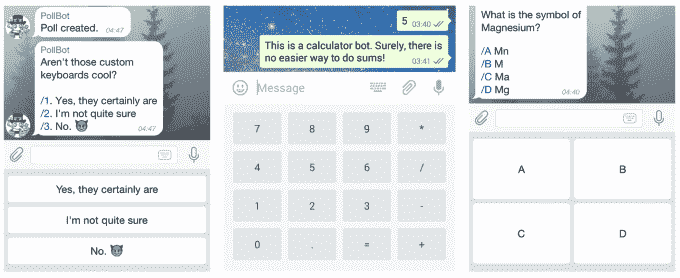 PollBot
Poll created. 04:47
PollBot
Aren't those custom
keyboards cool?
/1. Yes, they certainly are
/2. I'm not quite sure
/3. No. 😈 04:47
Yes, they certainly are
I'm not quite sure
No. 😈
5 03:40
This is a calculator bot. Surely, there is
no easier way to do sums! 03:41
Message
7 8 9 *
4 5 6 /
1 2 3 -
0 . = +
What is the symbol of
Magnesium?
/A Mn
/B M
/C Ma
/D Mg 04:40
A B
C D